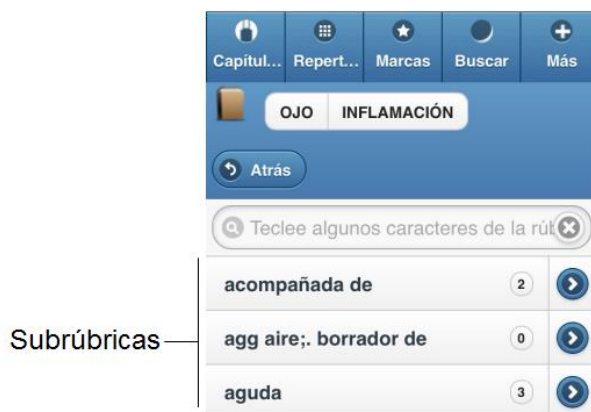 Capítul... Repert... Marcas Buscar Más
OJO INFLAMACIÓN
Atrás
Teclee algunos caracteres de la rúb
acompañada de 2
Subrúbricas
agg aire;. borrador de 0
aguda 3